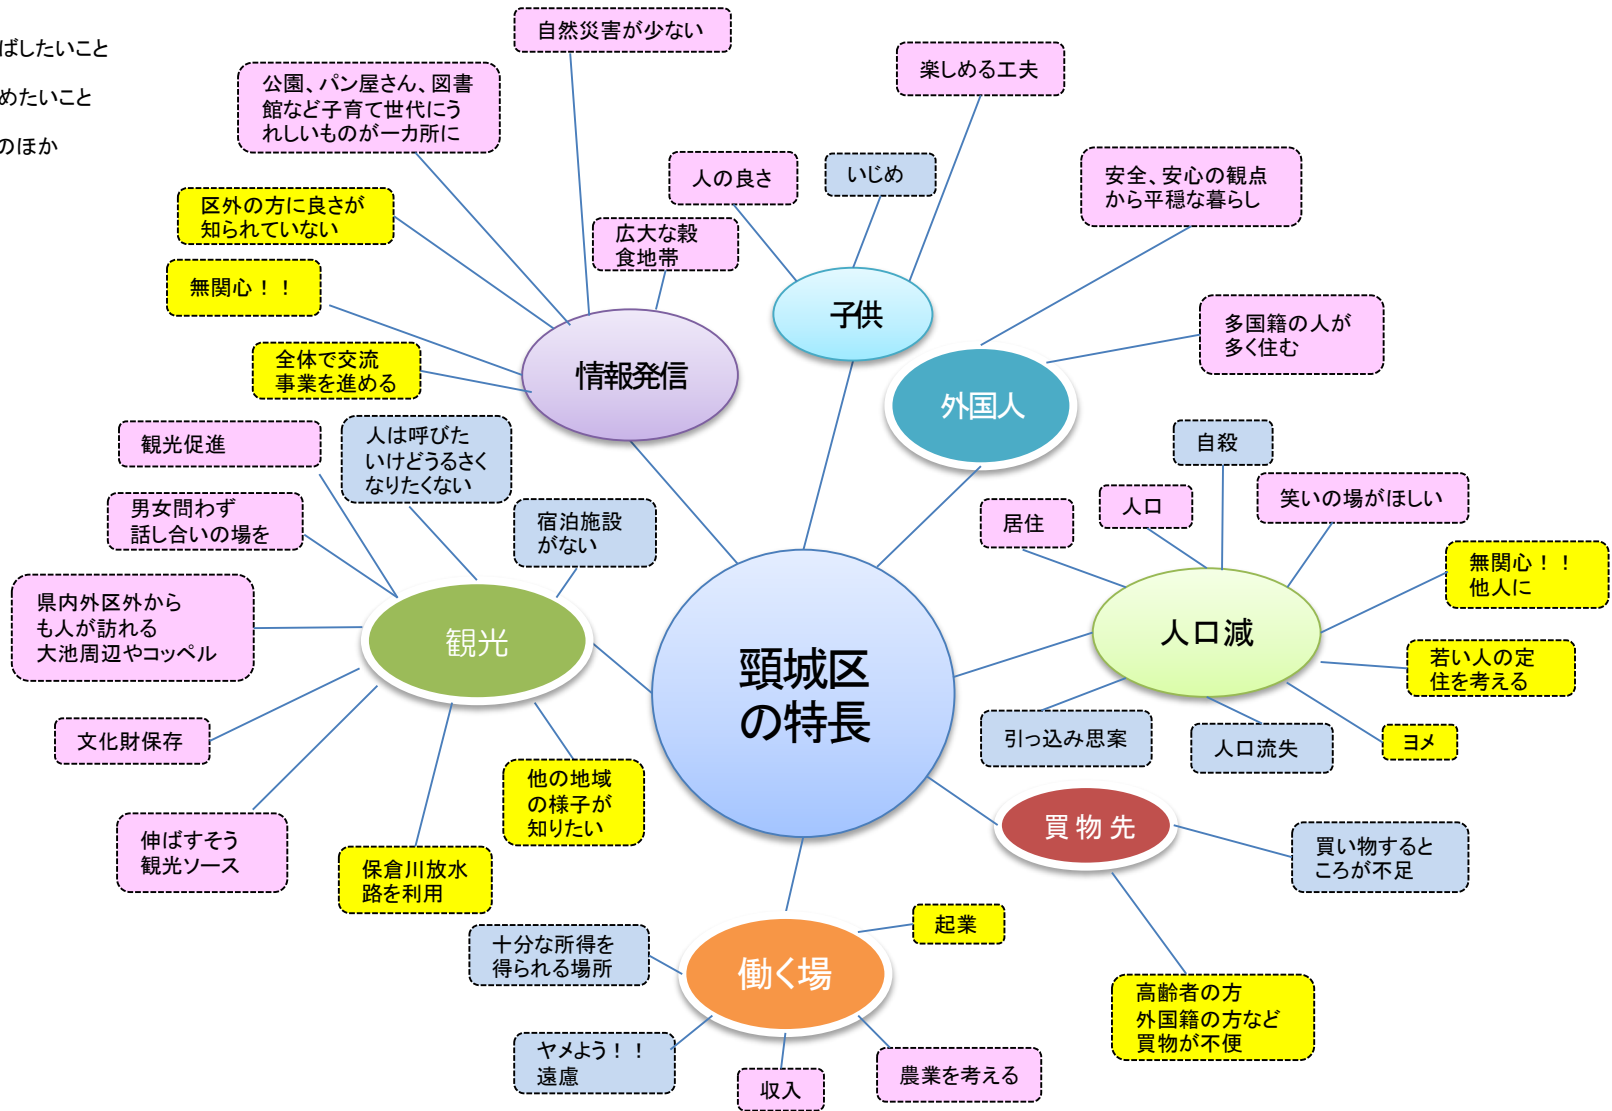 ばしたいこと
めたいこと
のほか
自然災害が少ない
公園、パン屋さん、図書
館など子育て世代にう
れしいものが一カ所に
区外の方に良さが
知られていない
無関心！！
全体で交流
事業を進める
広大な穀
食地帯
情報発信
楽しめる工夫
人の良さ
いじめ
子供
安全、安心の観点
から平穏な暮らし
多国籍の人が
多く住む
外国人
観光促進
人は呼びた
いけどうるさく
なりたくない
男女問わず
話し合いの場を
宿泊施設
がない
県内外区外から
も人が訪れる
大池周辺やコッペル
観光
文化財保存
伸ばすそう
観光ソース
保倉川放水
路を利用
他の地域
の様子が
知りたい
頸城区
の特長
自殺
居住
人口
笑いの場がほしい
無関心！！
他人に
人口減
若い人の定
住を考える
引っ込み思案
人口流失
ヨメ
買物先
買い物すると
ころが不足
高齢者の方
外国籍の方など
買物が不便
起業
十分な所得を
得られる場所
働く場
ヤメよう！！
遠慮
収入
農業を考える